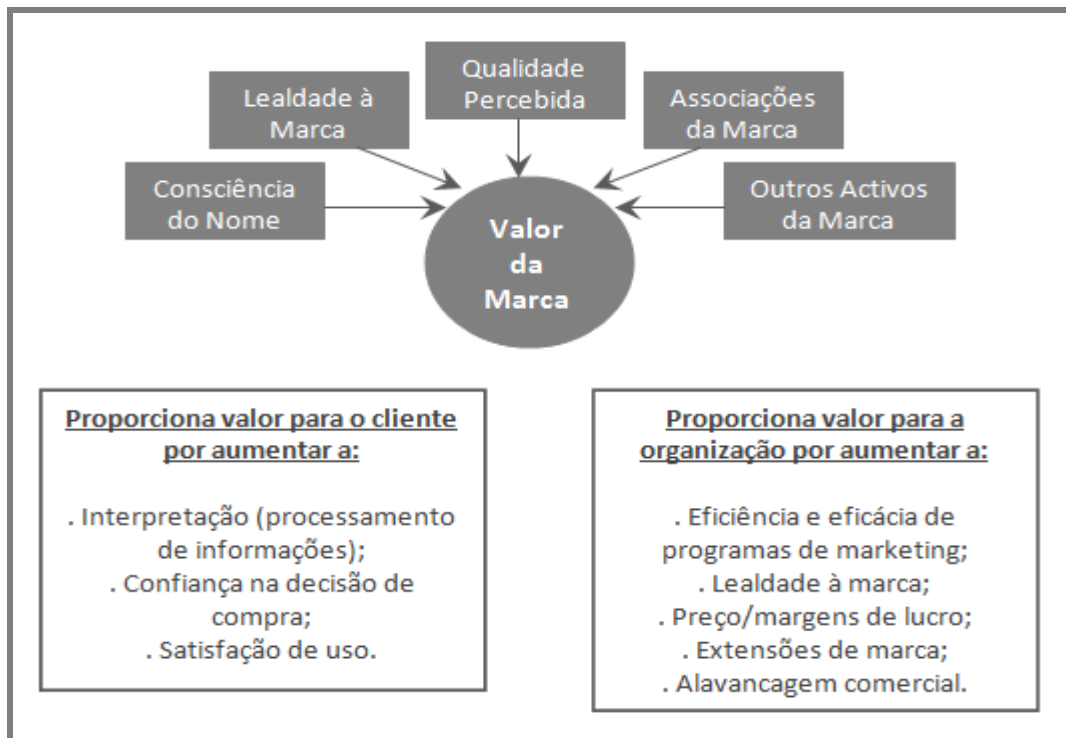 Qualidade
Percebida
Lealdade à
Marca
Associações
da Marca
Consciência
do Nome
Outros Activos
da Marca
Valor
da
Marca
Proporciona valor para o cliente
por aumentar a:
. Interpretação (processamento
de informações);
. Confiança na decisão de
compra;
. Satisfação de uso.
Proporciona valor para a
organização por aumentar a:
. Eficiência e eficácia de
programas de marketing;
. Lealdade à marca;
. Preço/margens de lucro;
. Extensões de marca;
. Alavancagem comercial.